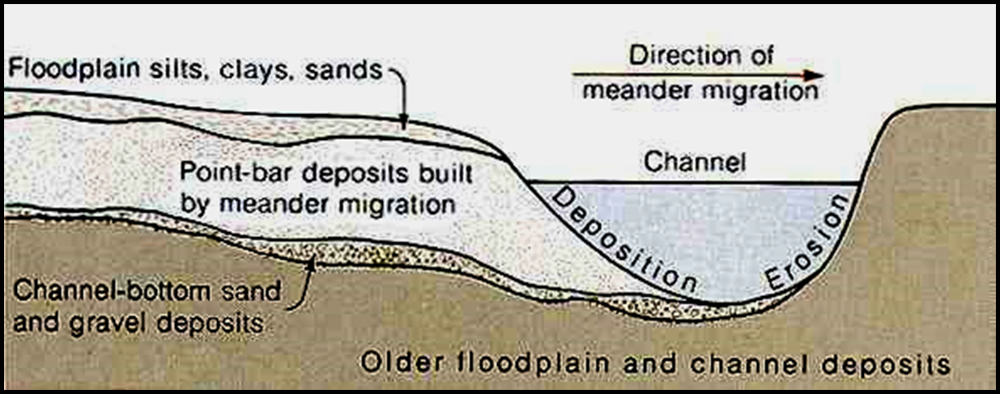 Floodplain silts, clays, sands
Direction of
meander migration
Channel
Point-bar deposits built
by meander migration
Deposition
Erosion
Channel-bottom sand
and gravel deposits
Older floodplain and channel deposits